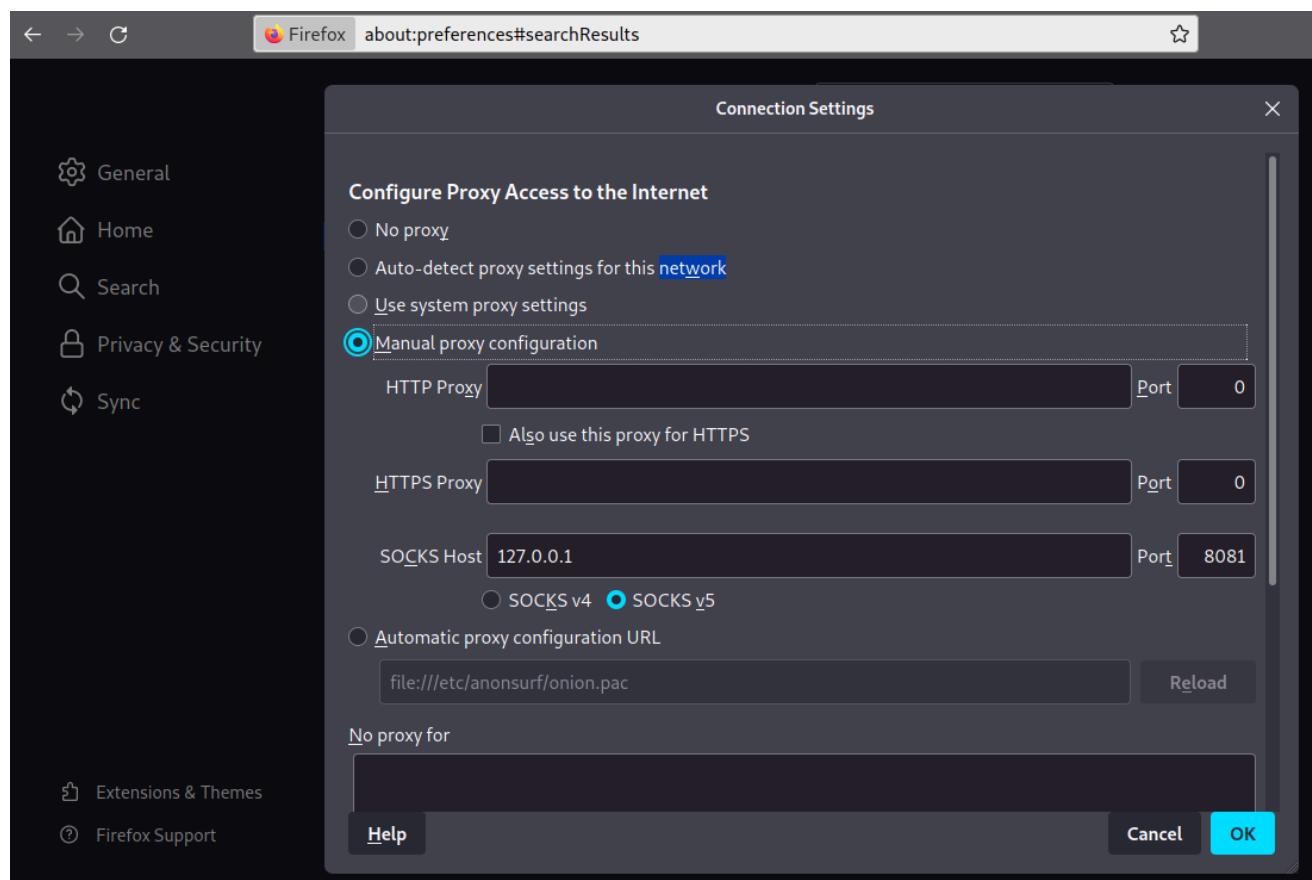 Firefox about:preferences#searchResults
Connection Settings
General
Home
Search
Privacy & Security
Sync
Extensions & Themes
Firefox Support
Configure Proxy Access to the Internet
No proxy
Auto-detect proxy settings for this network
Use system proxy settings
Manual proxy configuration
HTTP Proxy Port 0
Also use this proxy for HTTPS
HTTPS Proxy Port 0
SOCKS Host 127.0.0.1 Port 8081
SOCKS v4 SOCKS v5
Automatic proxy configuration URL
file:///etc/anonsurf/onion.pac Reload
No proxy for
Help Cancel OK